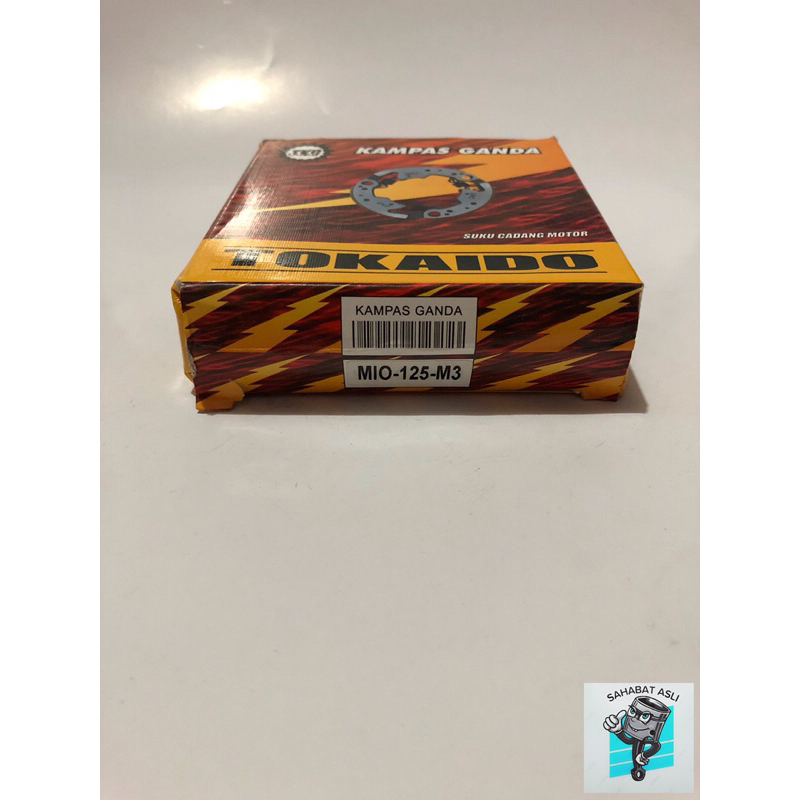 KAMPAS GANDA
SUKU CADANG MOTOR
TOKAIDO
KAMPAS GANDA
MIO-125-M3
SAHABAT ASLI